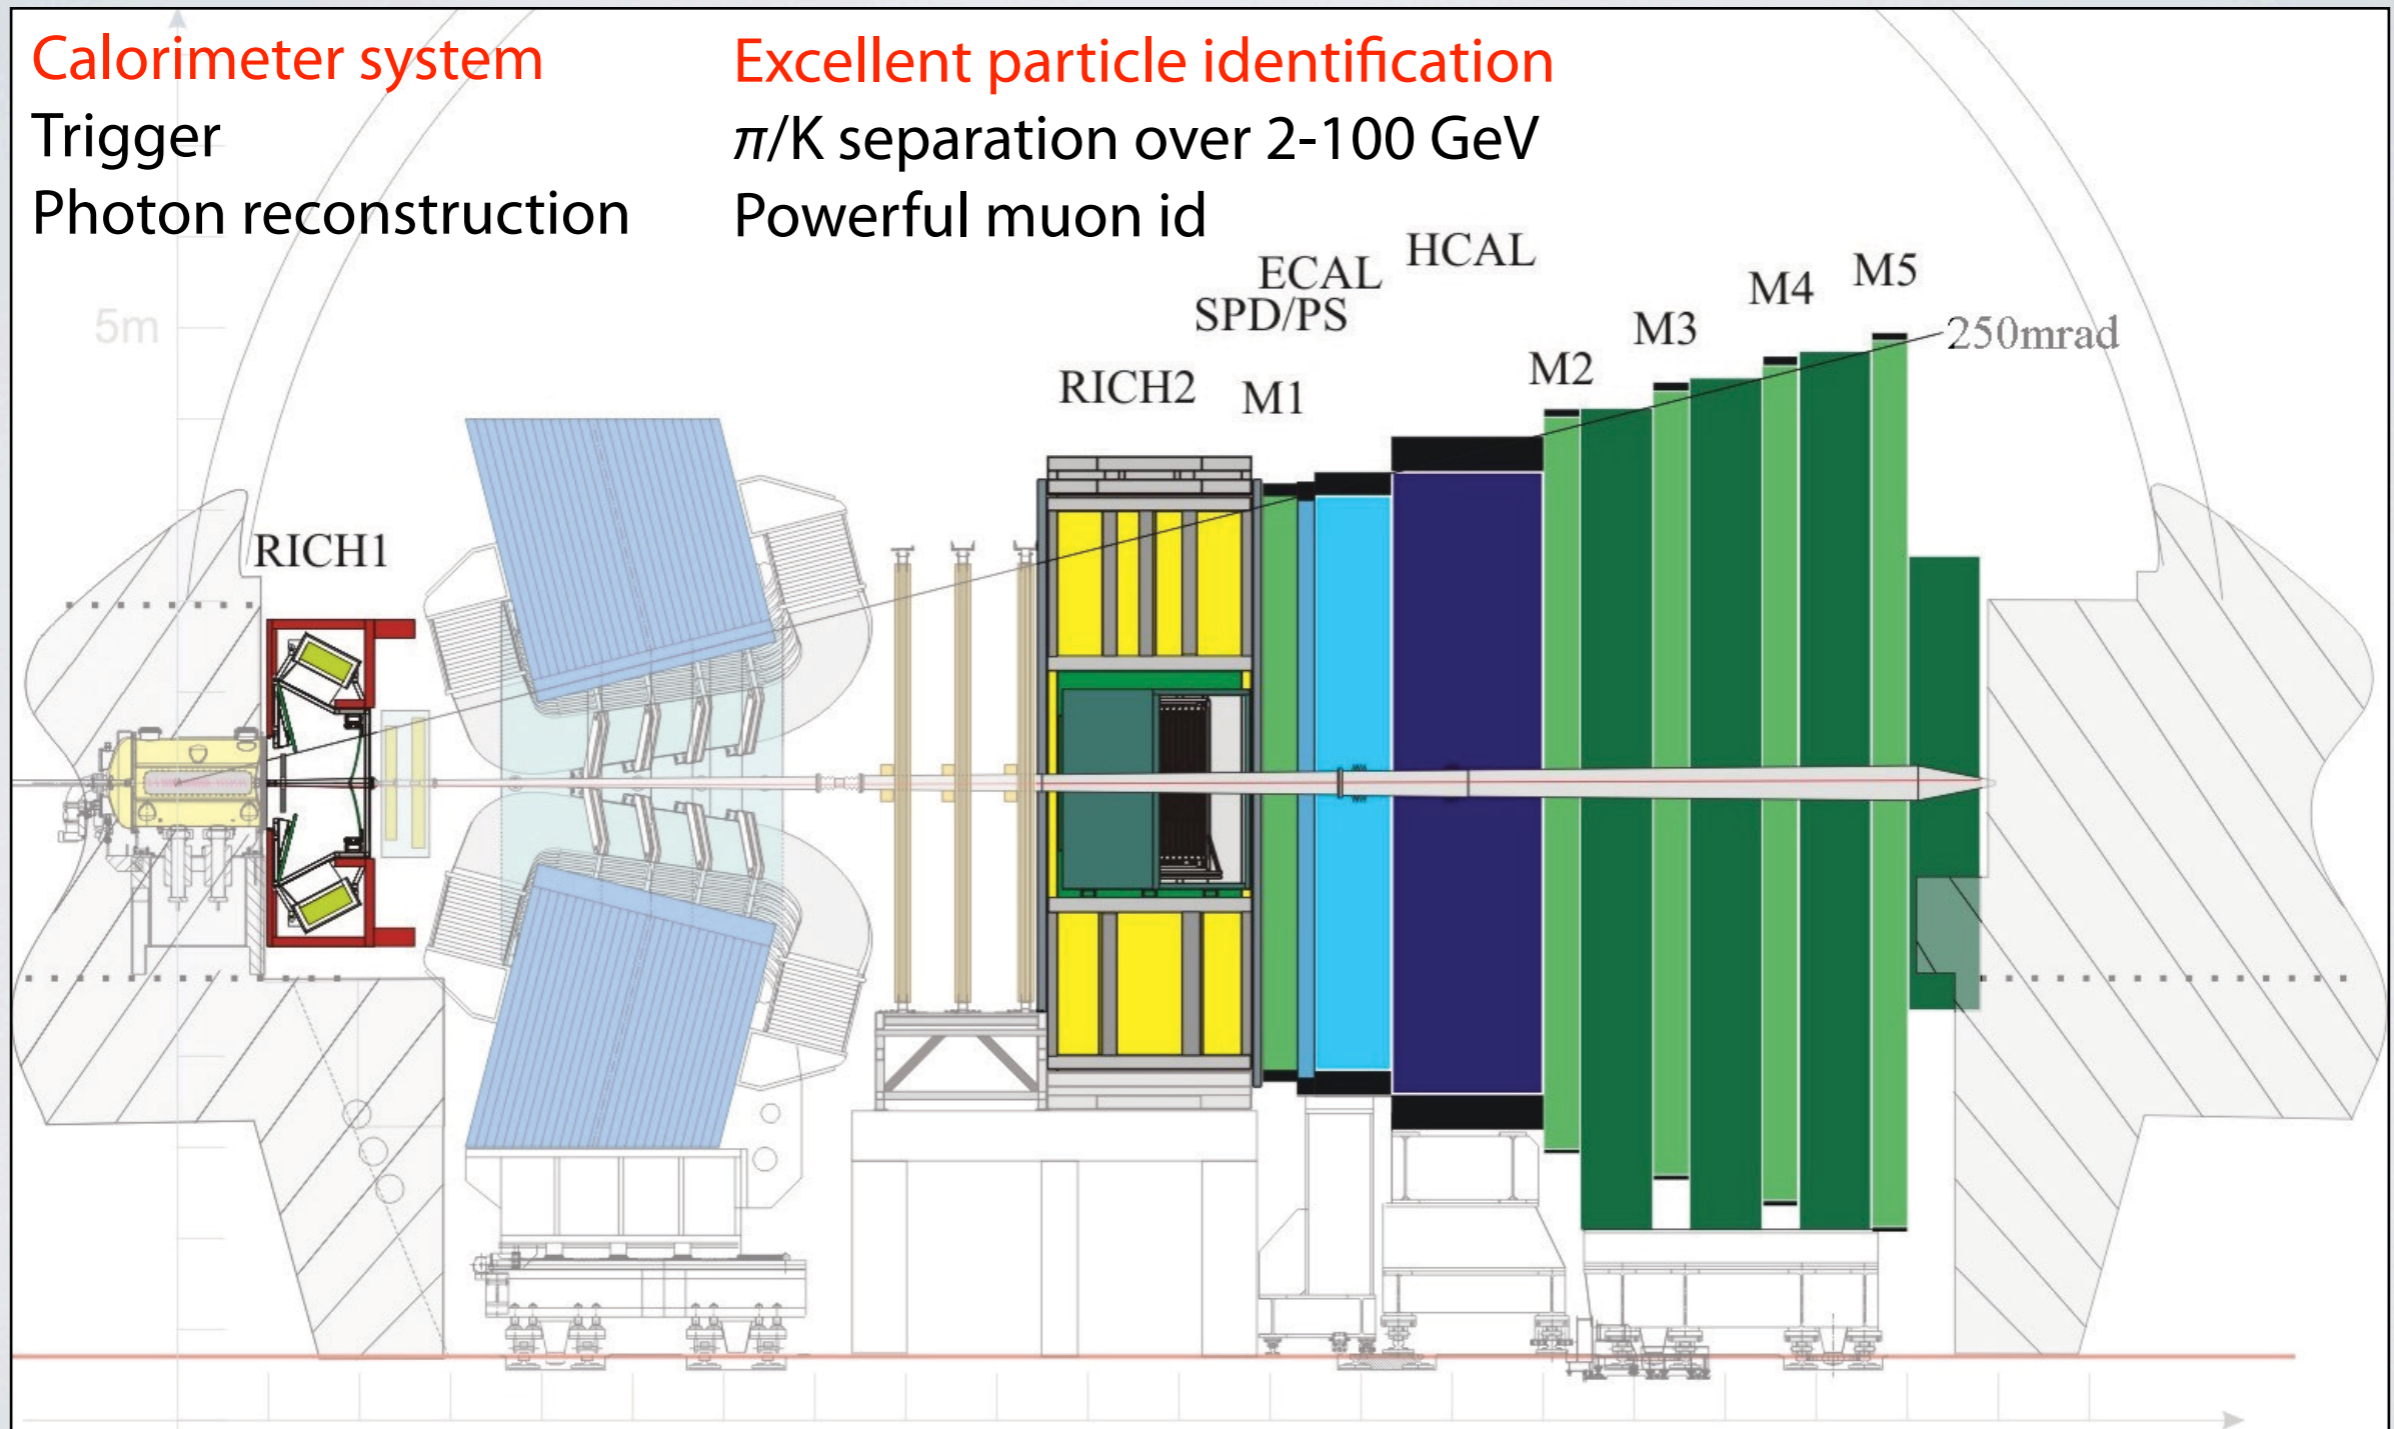 Calorimeter system
Trigger
Photon reconstruction
Excellent particle identification
π/K separation over 2-100 GeV
Powerful muon id
HCAL
ECAL
SPD/PS
M5
M4
M3
M2
250mrad
5m
RICH2
M1
RICH1